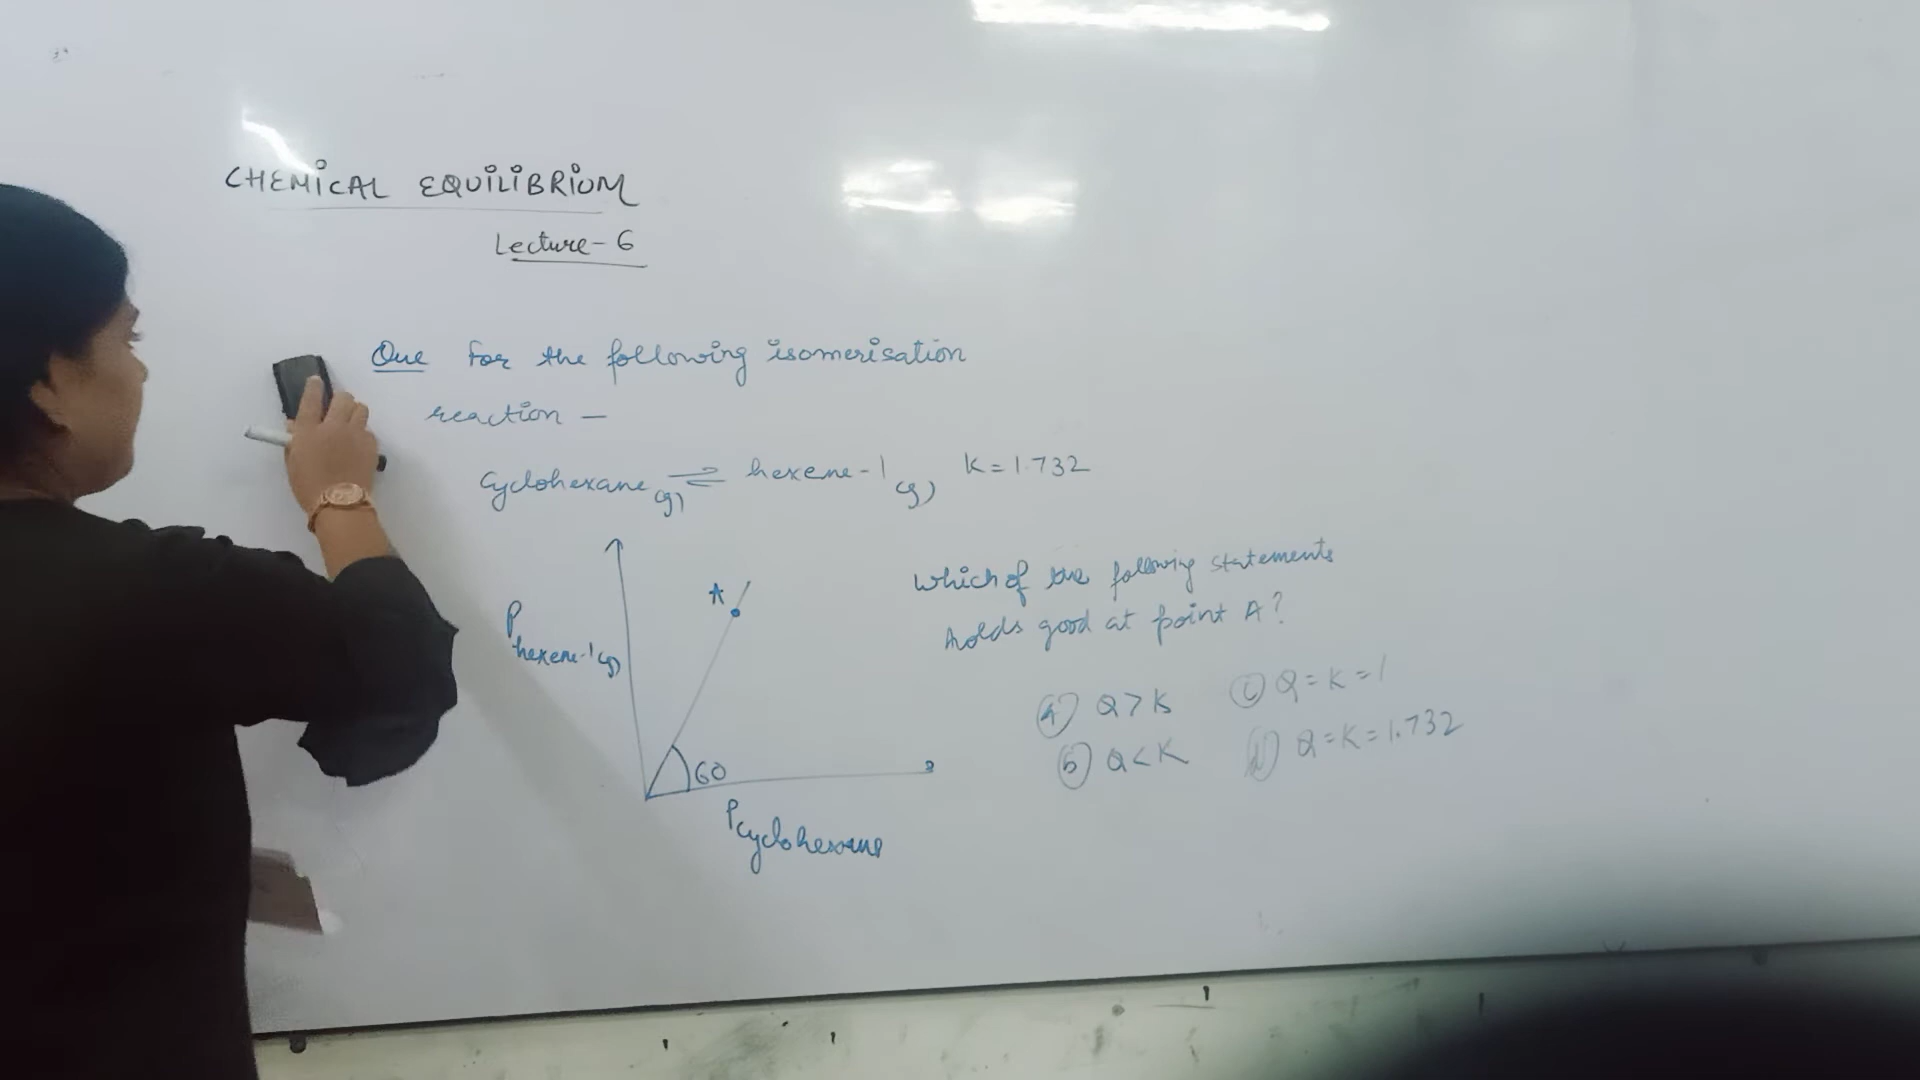 CHEMICAL EQUILIBRIUM
Lecture-6
Que for the following isomerisation
reaction –
Cyclohexane(g) ⇌ hexene-1(g) K=1.732
A
P hexene-1(g)
60
P cyclohexane
Which of the following statements
holds good at point A?
(a) Q > K (c) Q = K = 1
(b) Q < K (d) Q = K = 1.732